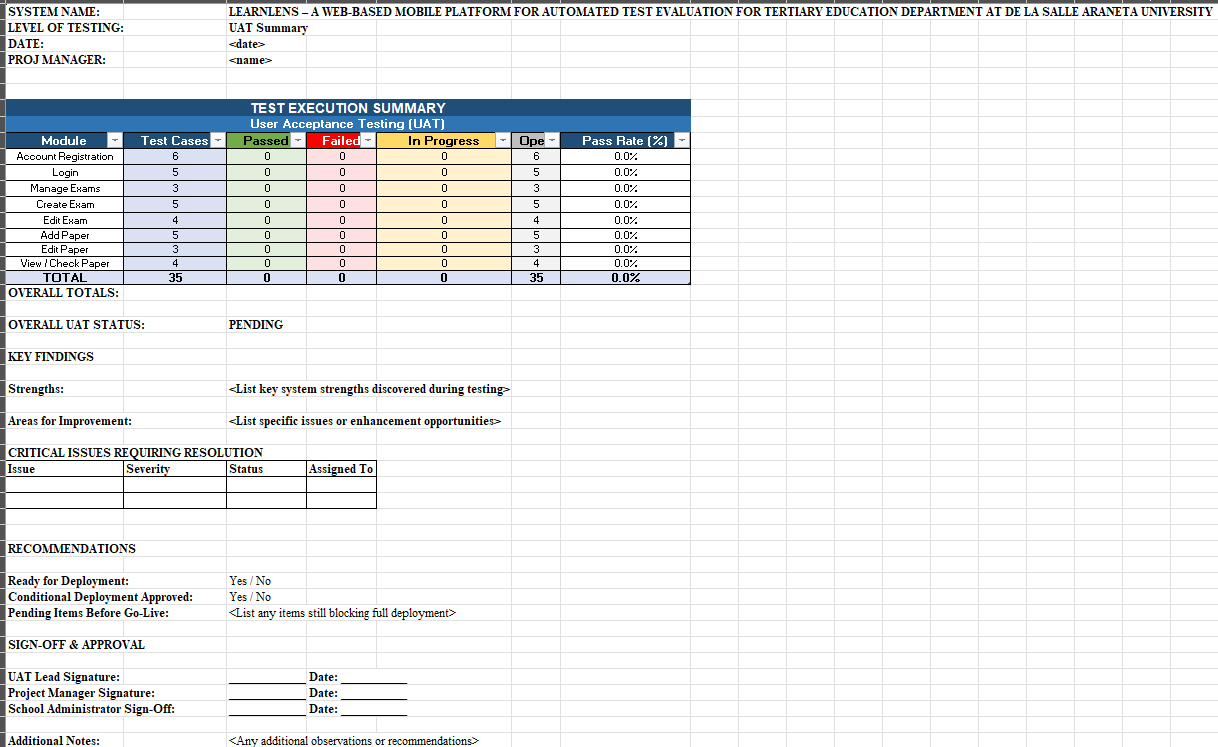 SYSTEM NAME: LEARNLENS – A WEB-BASED MOBILE PLATFORM FOR AUTOMATED TEST EVALUATION FOR TERTIARY EDUCATION DEPARTMENT AT DE LA SALLE ARANETA UNIVERSITY
LEVEL OF TESTING: UAT Summary
DATE: <date>
PROJ MANAGER: <name>
TEST EXECUTION SUMMARY
User Acceptance Testing (UAT)
Module Test Cases Passed Failed In Progress Ope Pass Rate (%)
Account Registration 6 0 0 0 6 0.0%
Login 5 0 0 0 5 0.0%
Manage Exams 3 0 0 0 3 0.0%
Create Exam 5 0 0 0 5 0.0%
Edit Exam 4 0 0 0 4 0.0%
Add Paper 5 0 0 0 5 0.0%
Edit Paper 3 0 0 0 3 0.0%
View / Check Paper 4 0 0 0 4 0.0%
TOTAL 35 0 0 0 35 0.0%
OVERALL TOTALS:
OVERALL UAT STATUS: PENDING
KEY FINDINGS
Strengths: <List key system strengths discovered during testing>
Areas for Improvement: <List specific issues or enhancement opportunities>
CRITICAL ISSUES REQUIRING RESOLUTION
Issue Severity Status Assigned To
RECOMMENDATIONS
Ready for Deployment: Yes / No
Conditional Deployment Approved: Yes / No
Pending Items Before Go-Live: <List any items still blocking full deployment>
SIGN-OFF & APPROVAL
UAT Lead Signature: ____________ Date: __________
Project Manager Signature: ____________ Date: __________
School Administrator Sign-Off: ____________ Date: __________
Additional Notes: <Any additional observations or recommendations>